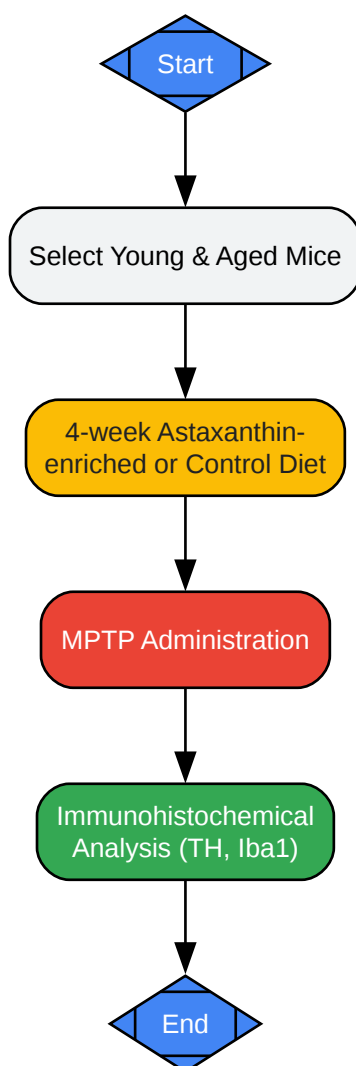 Start
Select Young & Aged Mice
4-week Astaxanthin-
enriched or Control Diet
MPTP Administration
Immunohistochemical
Analysis (TH, Iba1)
End